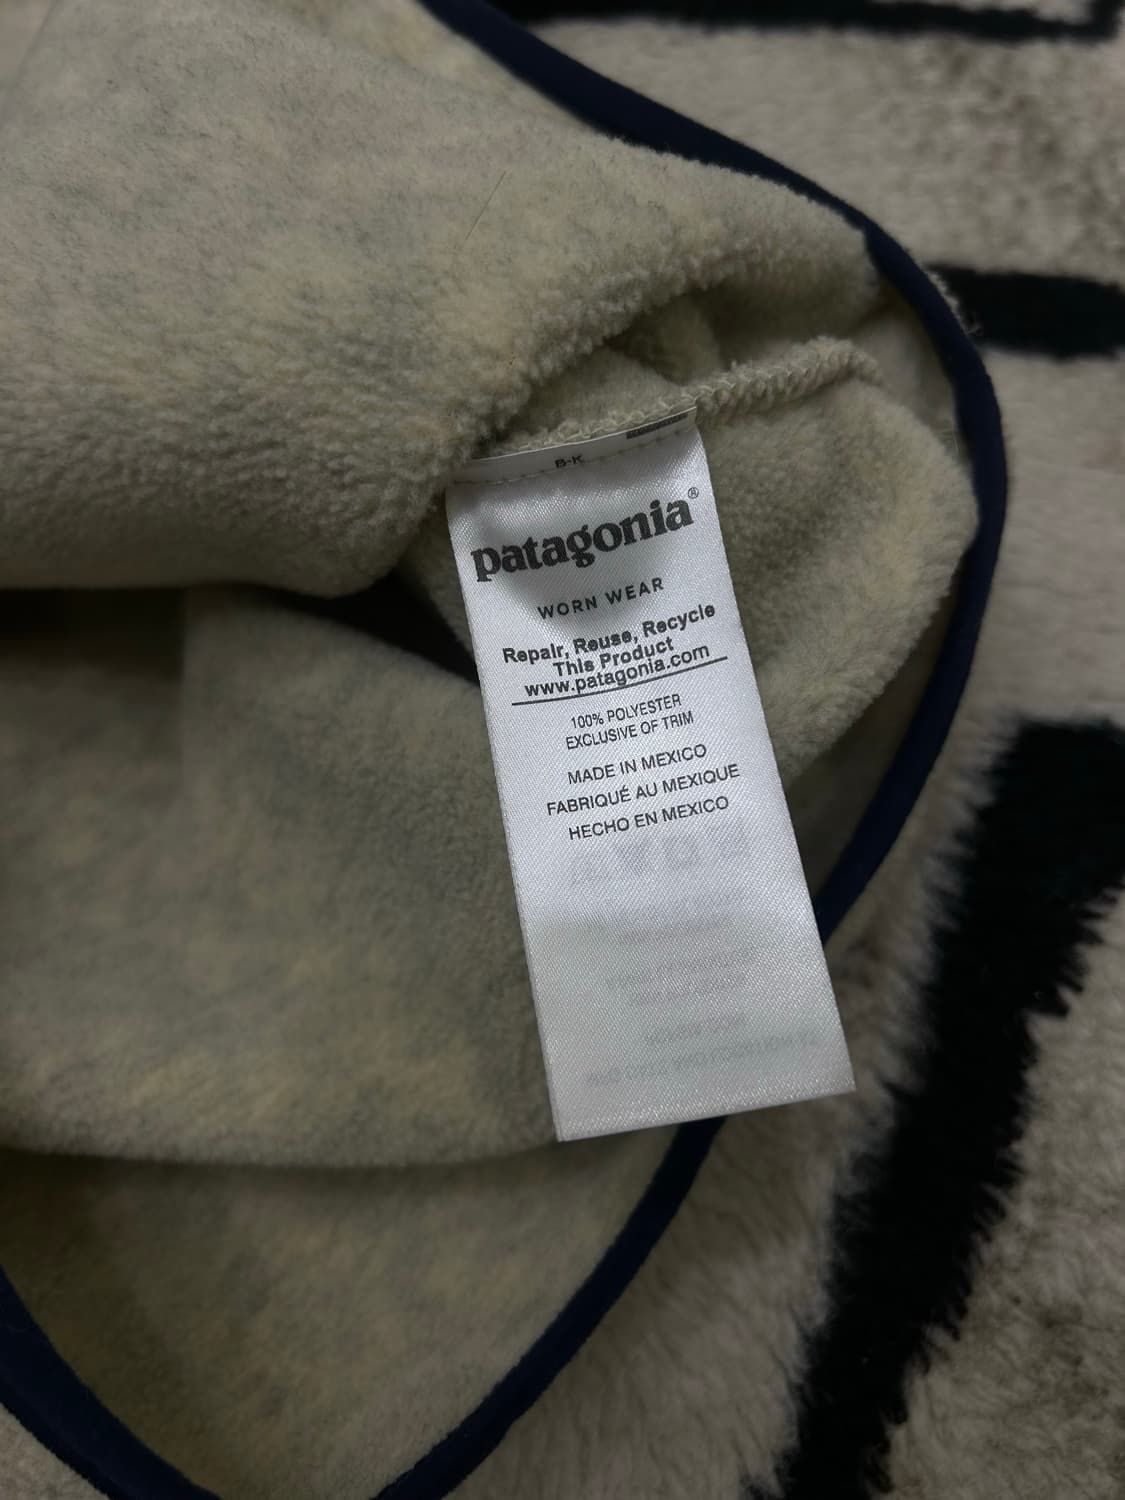 B-K
patagonia®
WORN WEAR
Repair, Reuse, Recycle
This Product
www.patagonia.com
100% POLYESTER
EXCLUSIVE OF TRIM
MADE IN MEXICO
FABRIQUÉ AU MEXIQUE
HECHO EN MEXICO